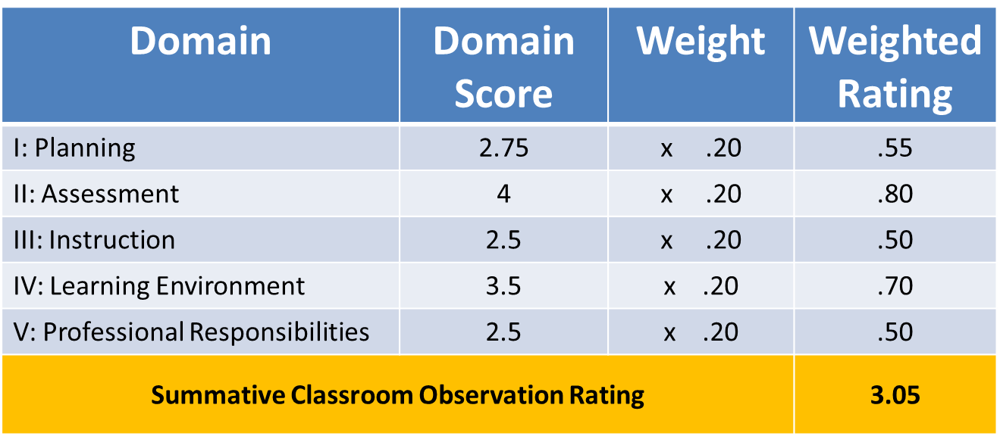 Domain Domain Score Weight Weighted Rating
I: Planning 2.75 x .20 .55
II: Assessment 4 x .20 .80
III: Instruction 2.5 x .20 .50
IV: Learning Environment 3.5 x .20 .70
V: Professional Responsibilities 2.5 x .20 .50
Summative Classroom Observation Rating 3.05